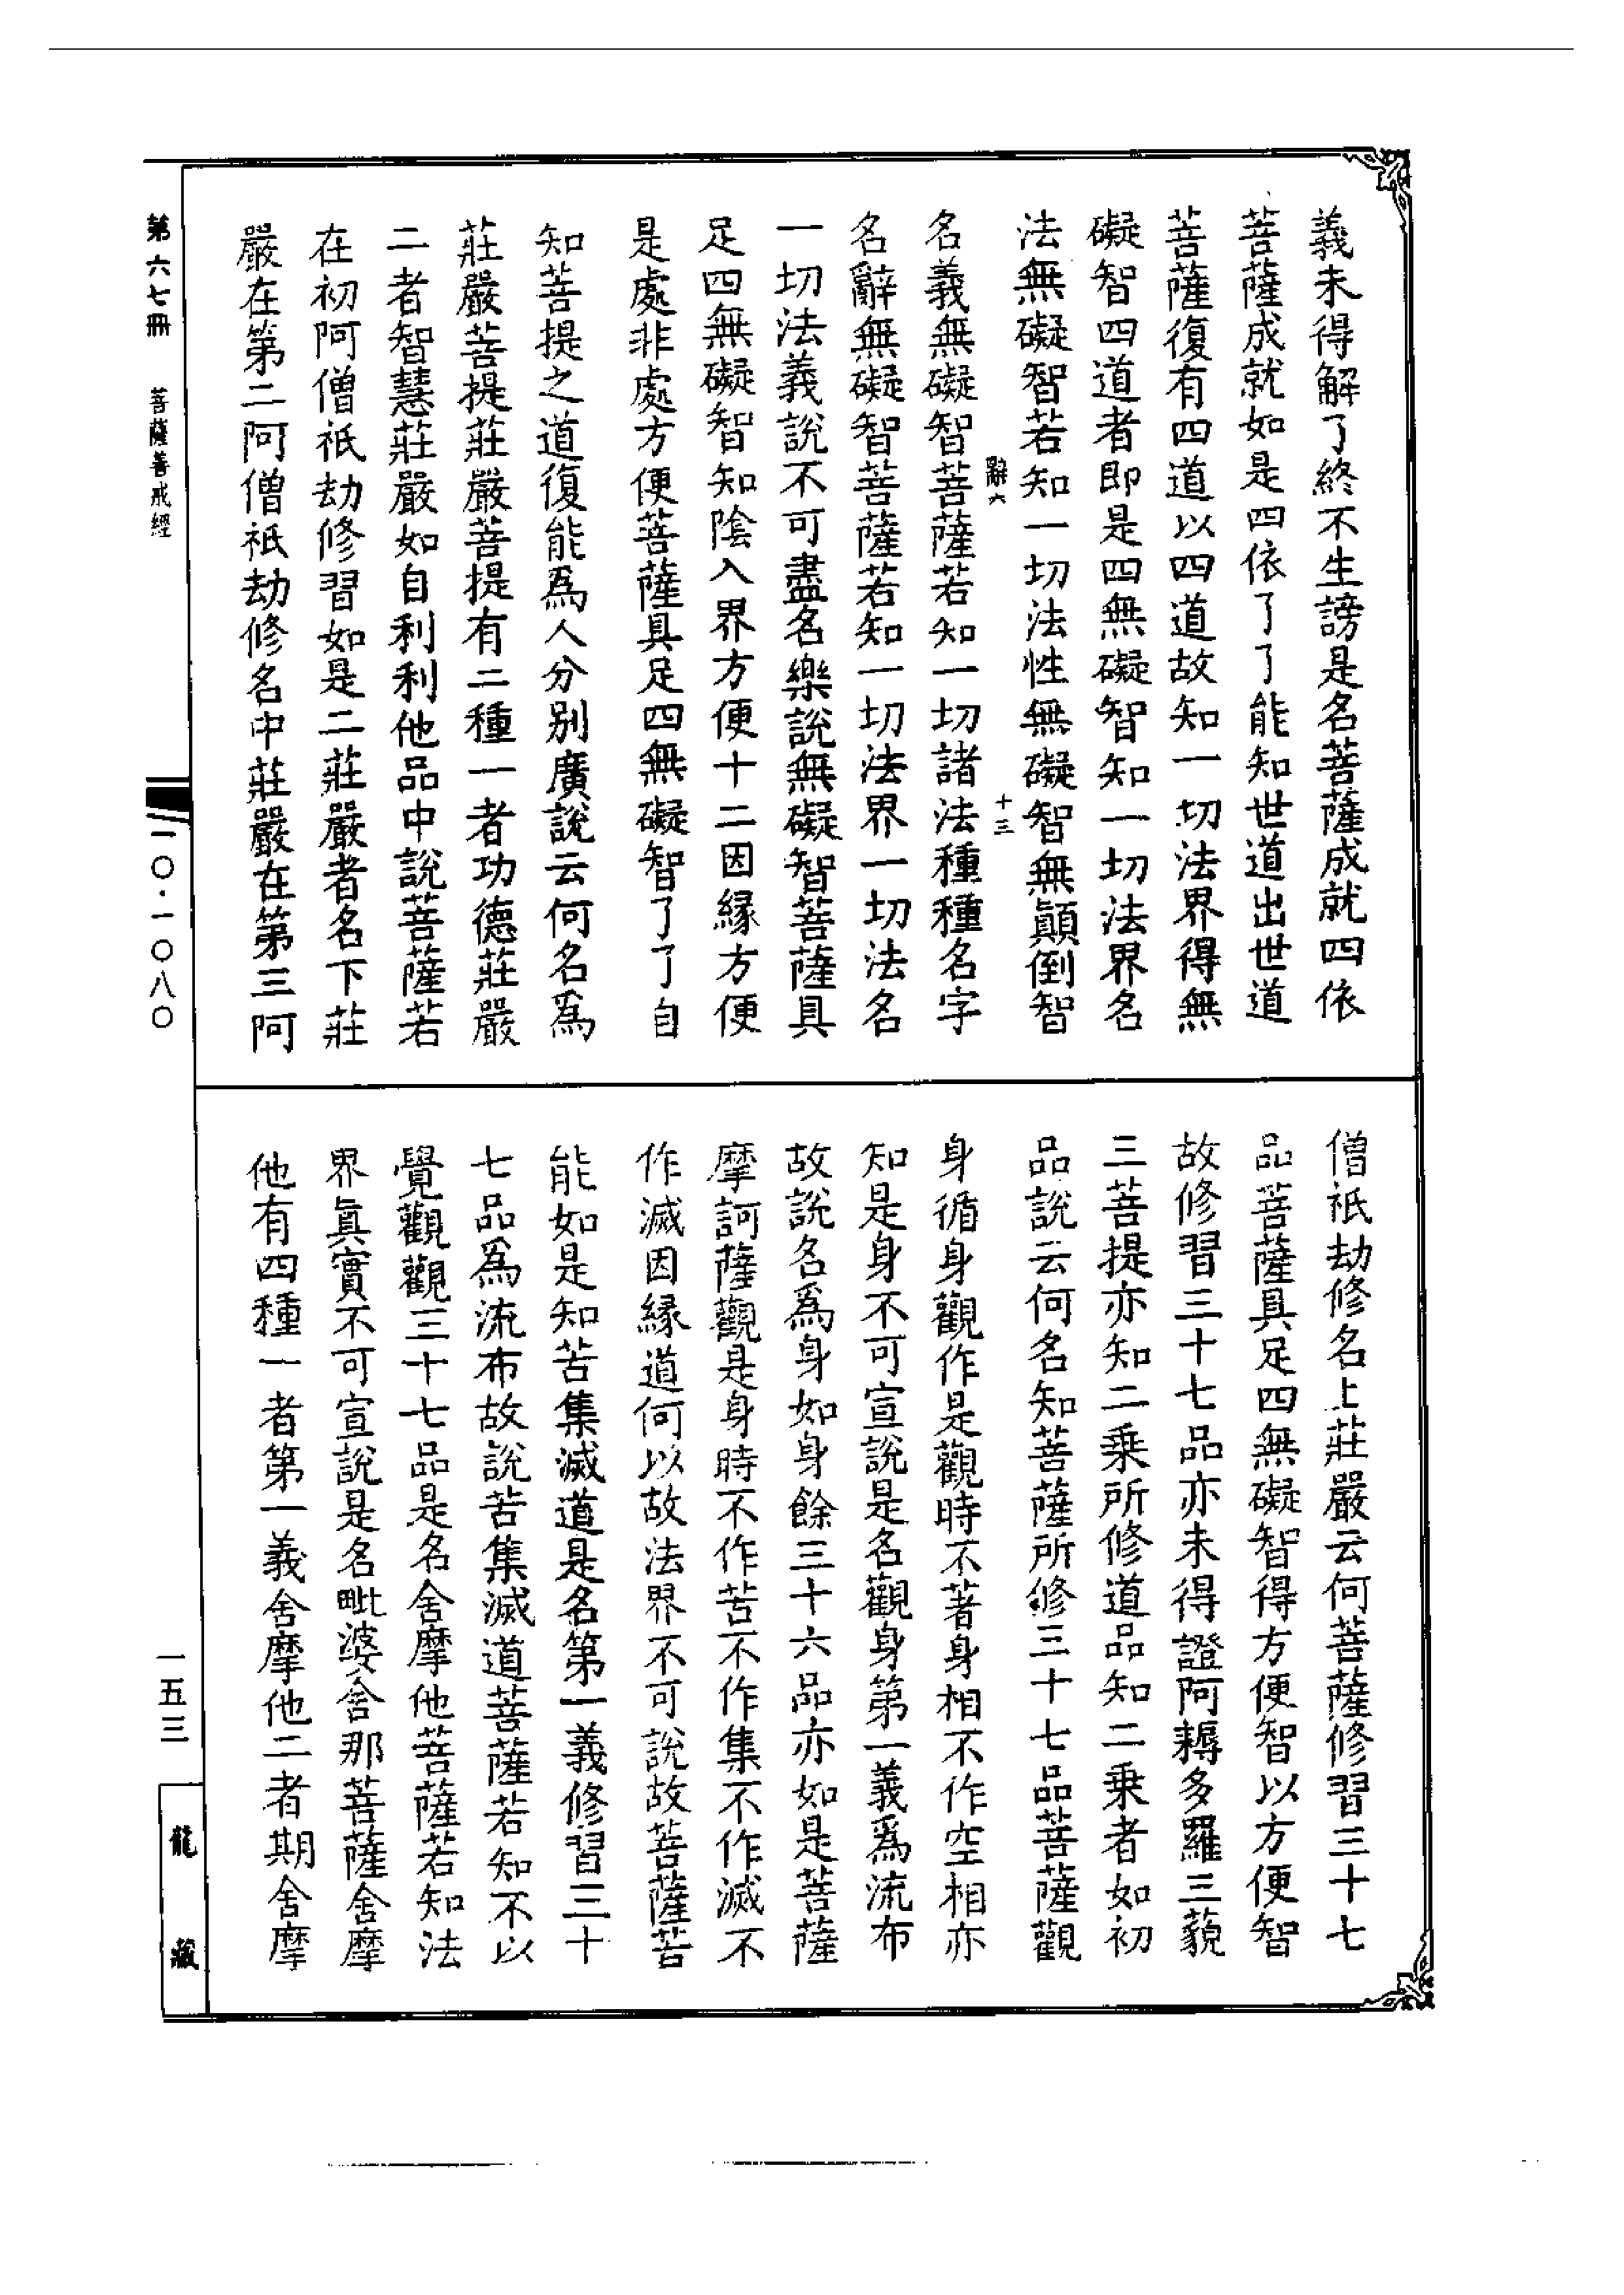 義未得解了終不生謗是名菩薩成就四依
菩薩成就如是四依了了能知世道出世道
菩薩復有四道以四道故知一切法界得無
礙智四道者即是四無礙智知一切法界名
法無礙智若知一切法性無礙智無顛倒智
辭六
十三
名義無礙智菩薩若知一切諸法種種名字
名辭無礙智菩薩若知一切法界一切法名
一切法義說不可盡名樂說無礙智菩薩具
足四無礙智知陰入界方便十二因緣方便
是處非處方便菩薩具足四無礙智了了自
知菩提之道復能爲人分別廣說云何名爲
莊嚴菩提莊嚴菩提有二種一者功德莊嚴
二者智慧莊嚴如自利利他品中說菩薩若
在初阿僧祇劫修習如是二莊嚴者名下莊
嚴在第二阿僧祇劫修名中莊嚴在第三阿
僧祇劫修名上莊嚴云何菩薩修習三十七
品菩薩具足四無礙智得方便智以方便智
故修習三十七品亦未得證阿耨多羅三藐
三菩提亦知二乘所修道品知二乘者如初
品說云何名知菩薩所修三十七品菩薩觀
身循身觀作是觀時不著身相不作空相亦
知是身不可宣說是名觀身第一義爲流布
故說名爲身如身餘三十六品亦如是菩薩
摩訶薩觀是身時不作苦不作集不作滅不
作滅因緣道何以故法界不可說故菩薩苦
能如是知苦集滅道是名第一義修習三十
七品爲流布故說苦集滅道菩薩若知不以
覺觀觀三十七品是名舍摩他菩薩若知法
界眞實不可宣說是名毗婆舍那菩薩舍摩
他有四種一者第一義舍摩他二者期舍摩
第六七冊
菩薩善戒經
一〇·一〇八〇
一五三
龍藏